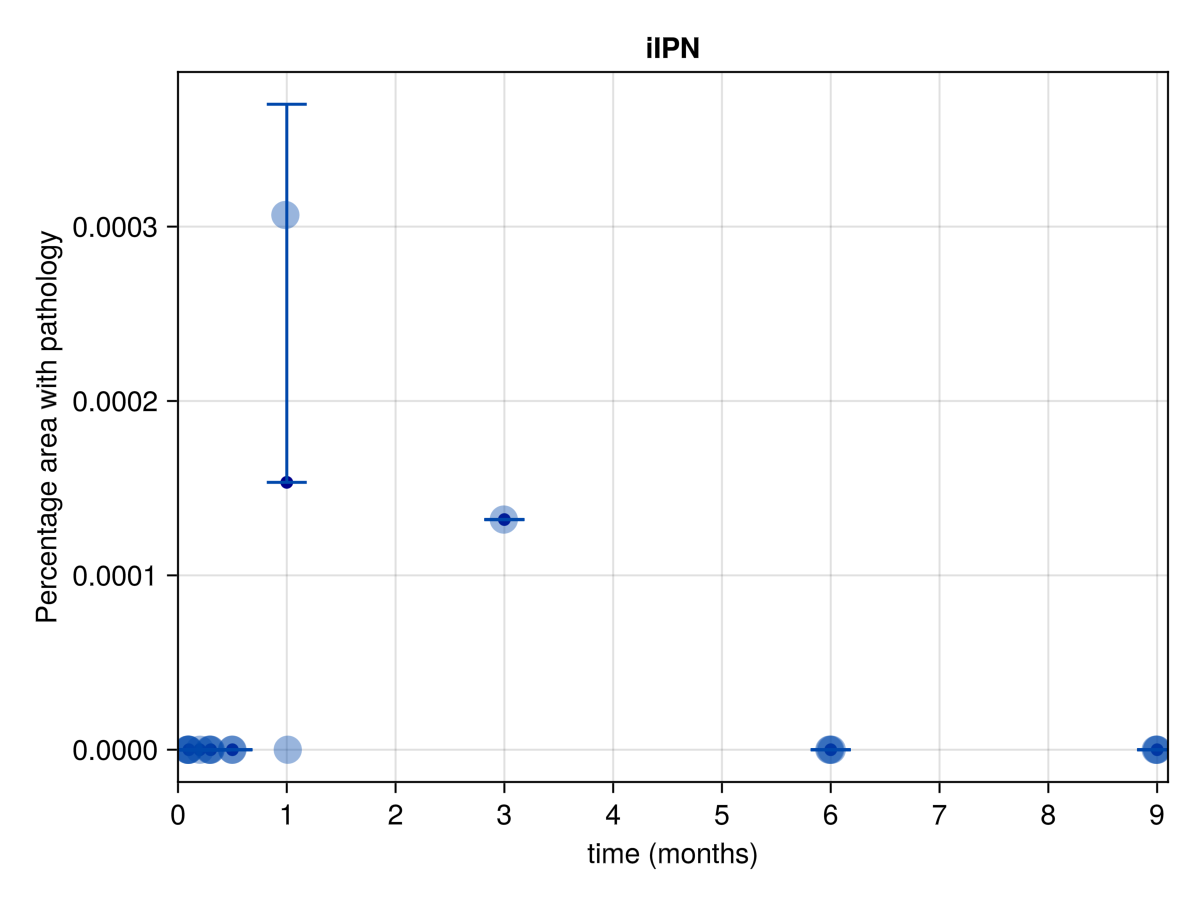 iIPN
Percentage area with pathology
0.0003
0.0002
0.0001
0.0000
0 1 2 3 4 5 6 7 8 9
time (months)